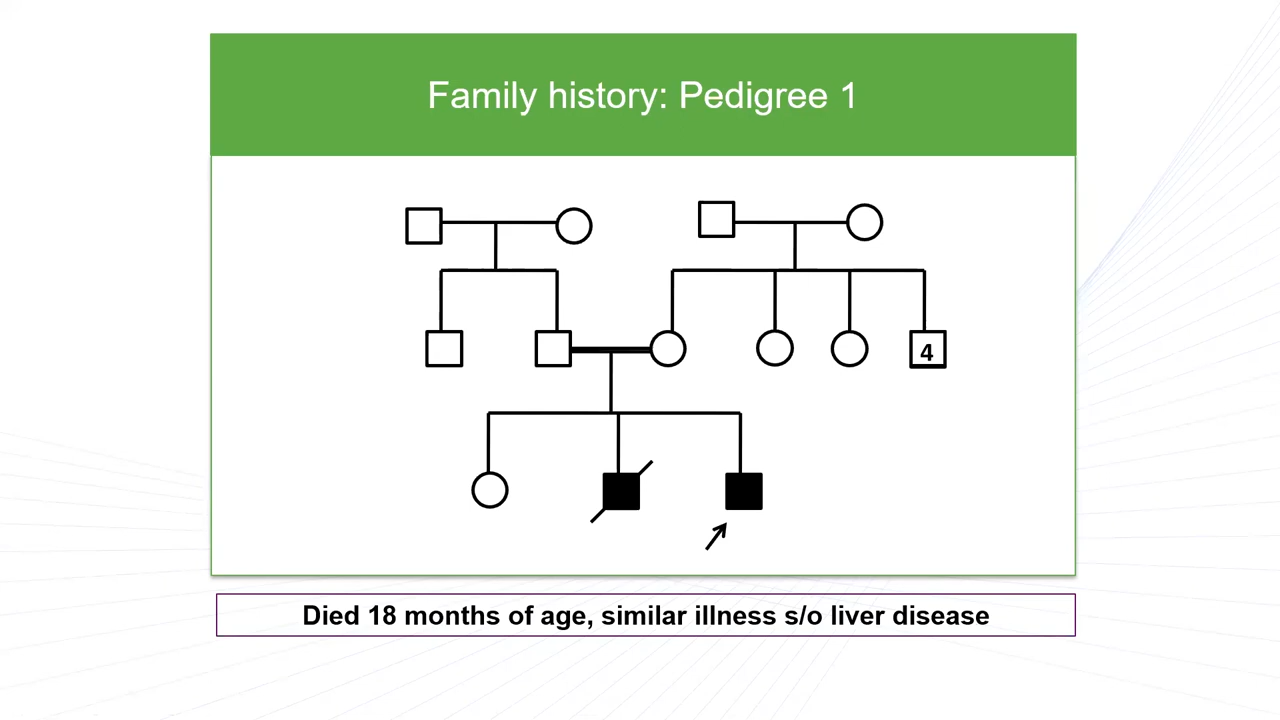 Family history: Pedigree 1
4
Died 18 months of age, similar illness s/o liver disease